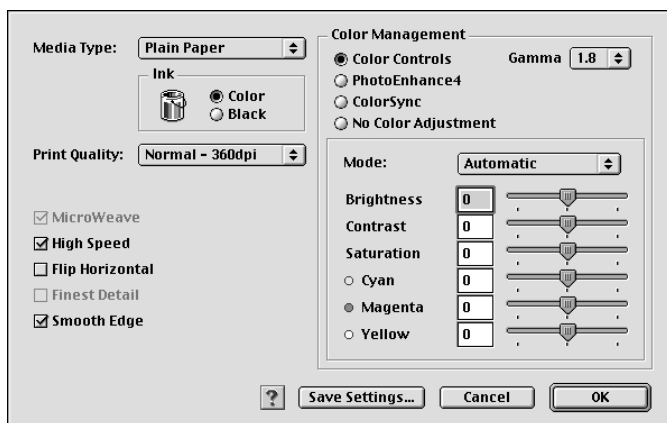 Media Type: Plain Paper
Ink
Color
Black
Print Quality: Normal - 360dpi
MicroWeave
High Speed
Flip Horizontal
Finest Detail
Smooth Edge
Color Management
Color Controls Gamma 1.8
PhotoEnhance4
ColorSync
No Color Adjustment
Mode: Automatic
Brightness 0
Contrast 0
Saturation 0
Cyan 0
Magenta 0
Yellow 0
? Save Settings... Cancel OK